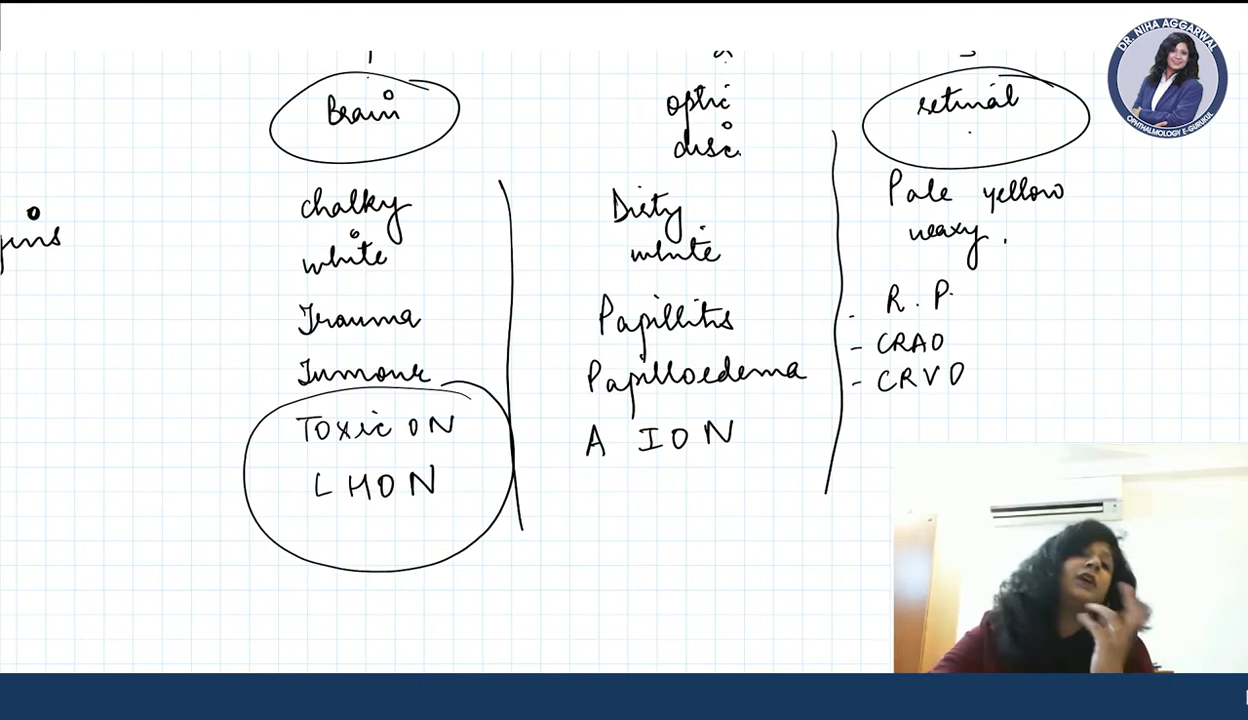 DR. NIHA AGGARWAL
OPHTHALMOLOGY E-GURUKUL
Brain
chalky
white
Trauma
Tumour
Toxic ON
LHON
optic
disc.
Dirty
white
Papillitis
Papilloedema
A ION
retinal
Pale yellow
waxy.
- R.P.
- CRAO
- CRVO